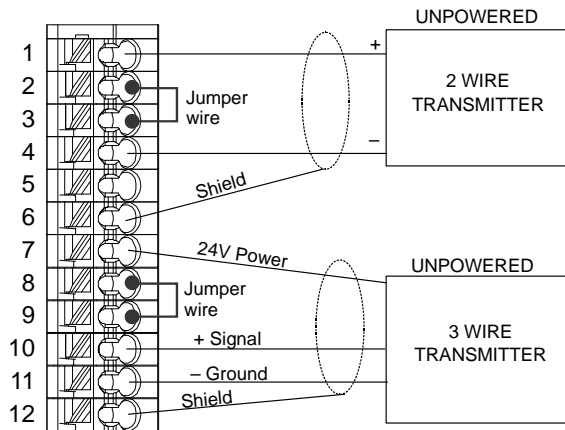 UNPOWERED
1
+
2
2 WIRE
TRANSMITTER
Jumper
wire
3
4
–
5
Shield
6
7
24V Power
UNPOWERED
8
Jumper
wire
9
10
+ Signal
3 WIRE
TRANSMITTER
11
– Ground
Shield
12